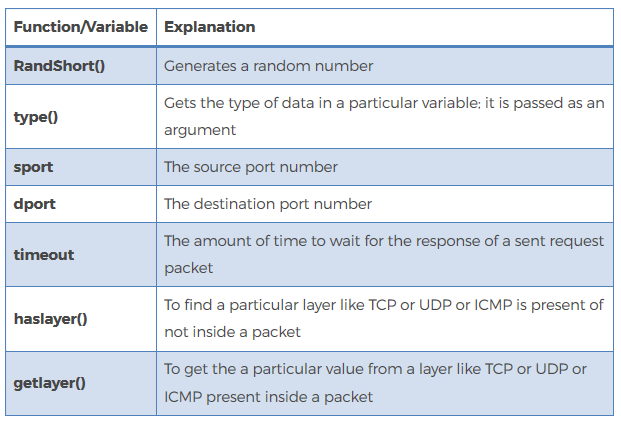 Function/Variable Explanation
RandShort() Generates a random number
type() Gets the type of data in a particular variable; it is passed as an
argument
sport The source port number
dport The destination port number
timeout The amount of time to wait for the response of a sent request
packet
haslayer() To find a particular layer like TCP or UDP or ICMP is present of
not inside a packet
getlayer() To get the a particular value from a layer like TCP or UDP or
ICMP present inside a packet